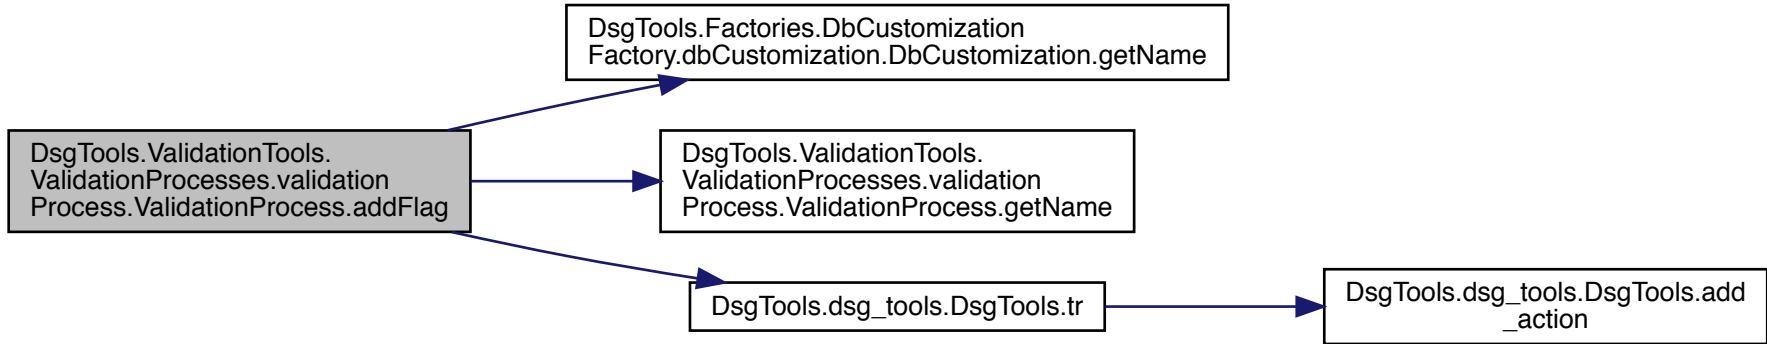 DsgTools.Factories.DbCustomization
Factory.dbCustomization.DbCustomization.getName
DsgTools.ValidationTools.
ValidationProcesses.validation
Process.ValidationProcess.addFlag
DsgTools.ValidationTools.
ValidationProcesses.validation
Process.ValidationProcess.getName
DsgTools.dsg_tools.DsgTools.tr
DsgTools.dsg_tools.DsgTools.add
_action